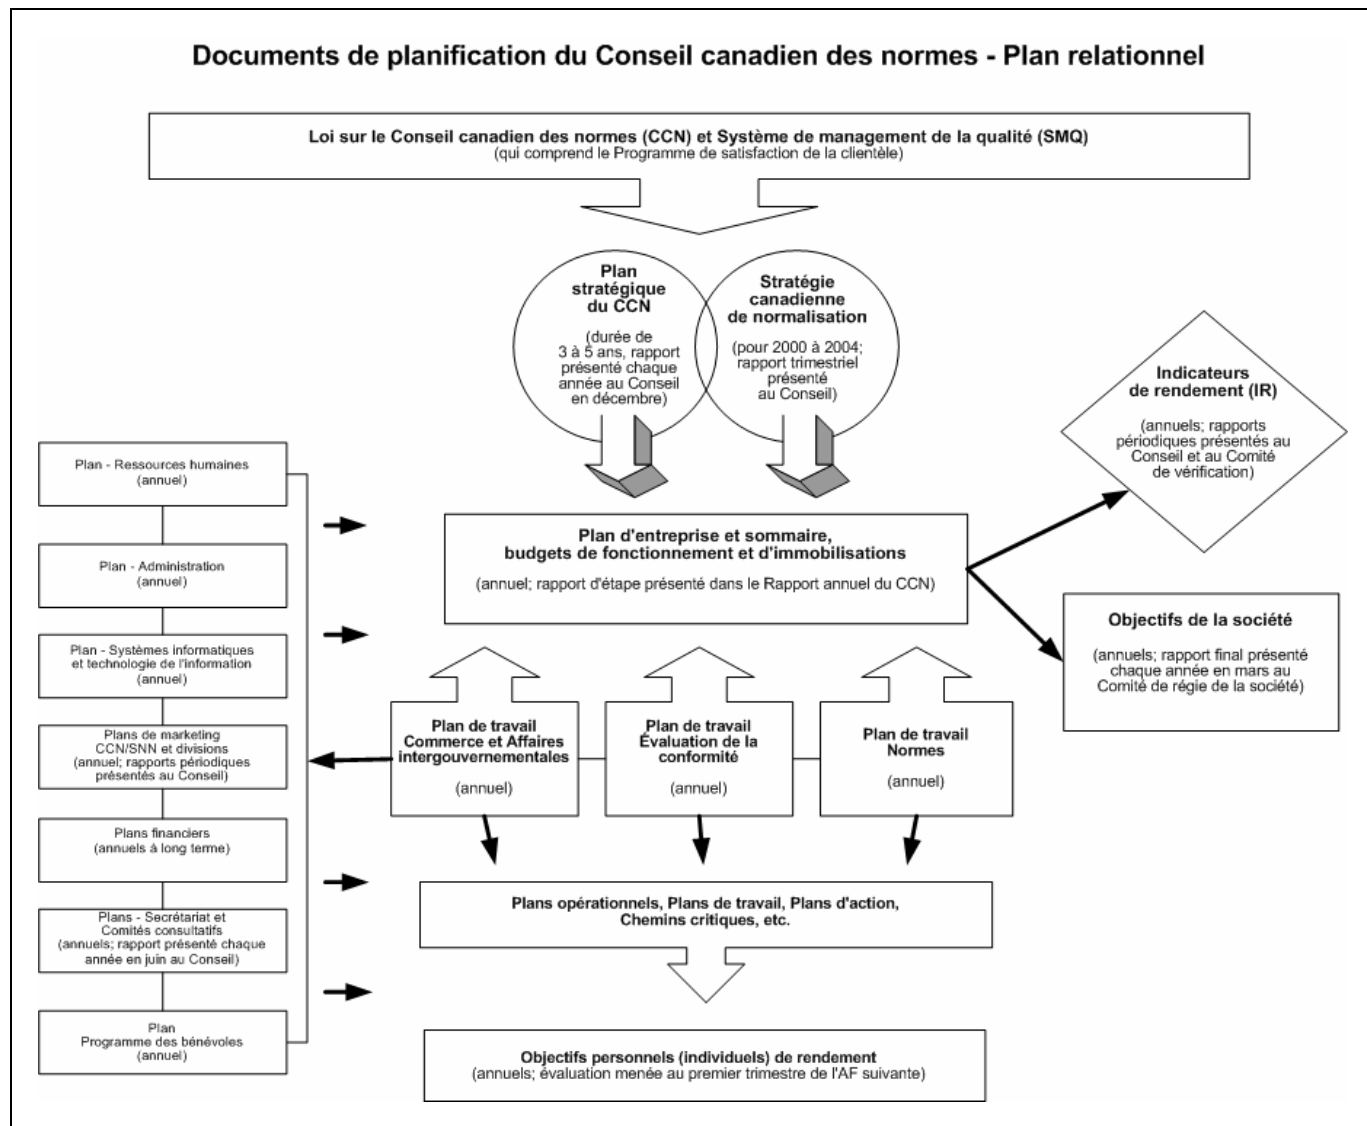 Documents de planification du Conseil canadien des normes - Plan relationnel
Loi sur le Conseil canadien des normes (CCN) et Système de management de la qualité (SMQ)
(qui comprend le Programme de satisfaction de la clientèle)
Plan
stratégique
du CCN
(durée de
3 à 5 ans, rapport
présenté chaque
année au Conseil
en décembre)
Stratégie
canadienne
de normalisation
(pour 2000 à 2004;
rapport trimestriel
présenté
au Conseil)
Indicateurs
de rendement (IR)
(annuels; rapports
périodiques présentés au
Conseil et au Comité
de vérification)
Plan - Ressources humaines
(annuel)
Plan - Administration
(annuel)
Plan - Systèmes informatiques
et technologie de l'information
(annuel)
Plans de marketing
CCN/SNN et divisions
(annuel; rapports périodiques
présentés au Conseil)
Plans financiers
(annuels à long terme)
Plans - Secrétariat et
Comités consultatifs
(annuels; rapport présenté chaque
année en juin au Conseil)
Plan
Programme des bénévoles
(annuel)
Plan d'entreprise et sommaire,
budgets de fonctionnement et d'immobilisations
(annuel; rapport d'étape présenté dans le Rapport annuel du CCN)
Objectifs de la société
(annuels; rapport final présenté
chaque année en mars au
Comité de régie de la société)
Plan de travail
Commerce et Affaires
intergouvernementales
(annuel)
Plan de travail
Évaluation de la
conformité
(annuel)
Plan de travail
Normes
(annuel)
Plans opérationnels, Plans de travail, Plans d'action,
Chemins critiques, etc.
Objectifs personnels (individuels) de rendement
(annuels; évaluation menée au premier trimestre de l'AF suivante)